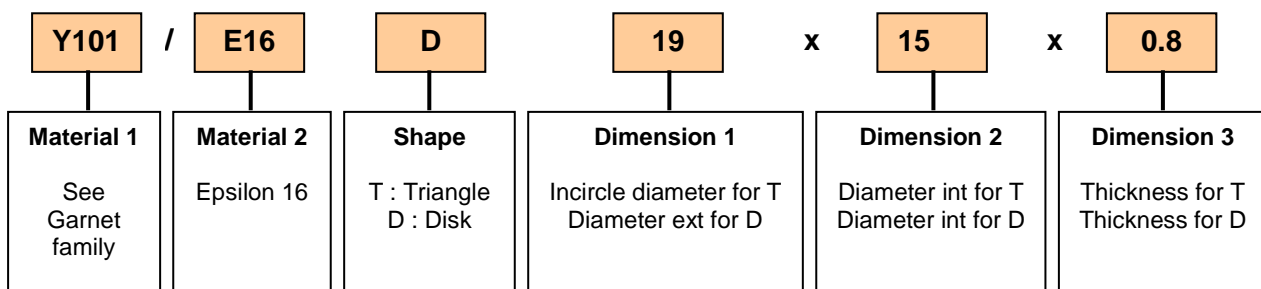 Y101 / E16 D 19 x 15 x 0.8
Material 1
See
Garnet
family
Material 2
Epsilon 16
Shape
T : Triangle
D : Disk
Dimension 1
Incircle diameter for T
Diameter ext for D
Dimension 2
Diameter int for T
Diameter int for D
Dimension 3
Thickness for T
Thickness for D